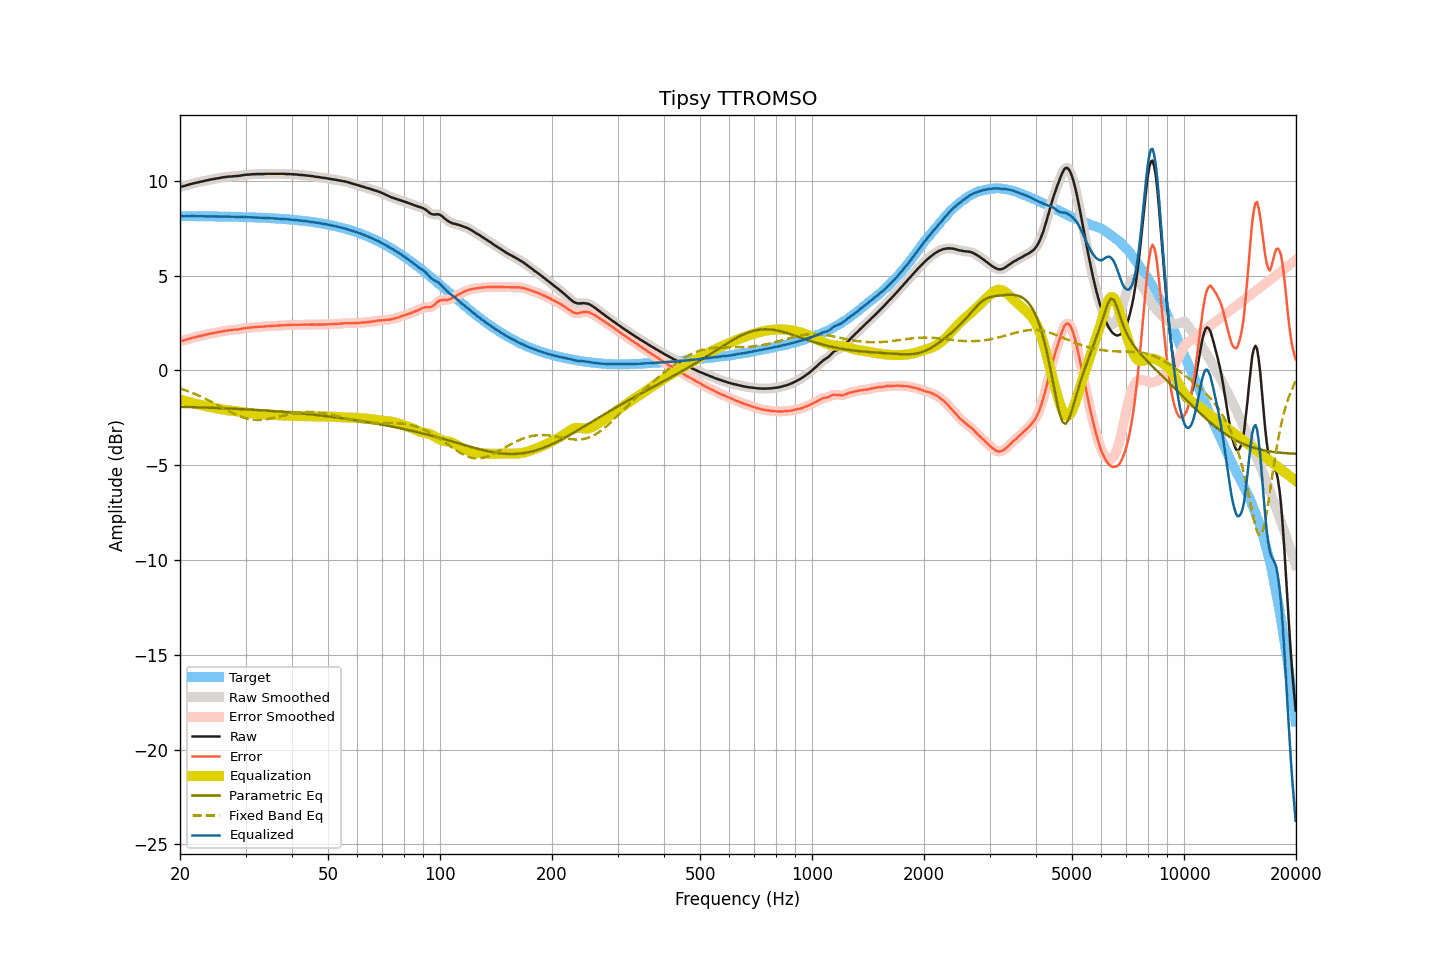 Tipsy TTROMSO
Amplitude (dBr)
10
5
0
−5
−10
−15
−20
−25
Target
Raw Smoothed
Error Smoothed
Raw
Error
Equalization
Parametric Eq
Fixed Band Eq
Equalized
20 50 100 200 500 1000 2000 5000 10000 20000
Frequency (Hz)